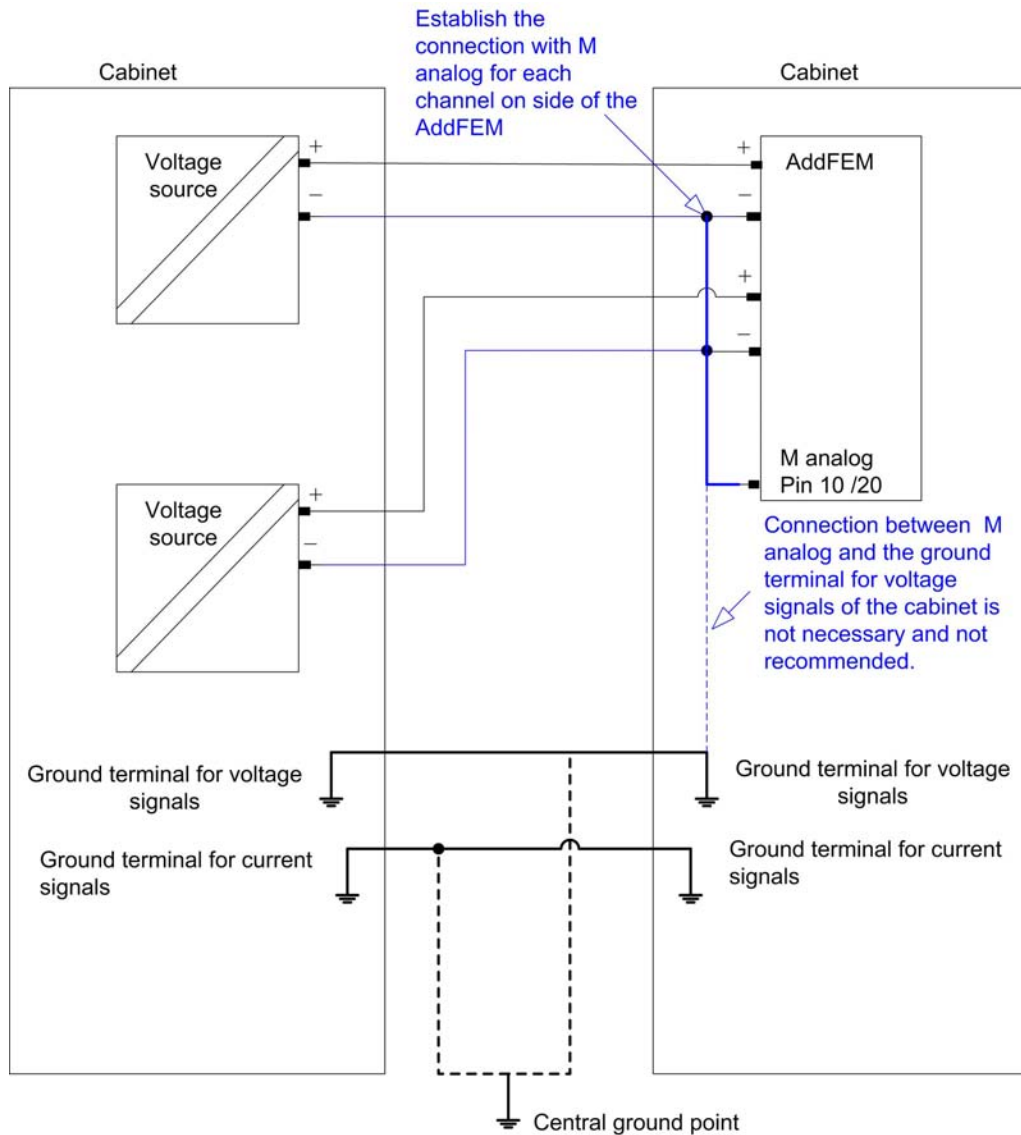 Establish the
connection with M
analog for each
channel on side of the
AddFEM
Cabinet
Cabinet
Voltage
source
+
−
+
−
AddFEM
+
−
M analog
Pin 10 /20
Voltage
source
+
−
Connection between M
analog and the ground
terminal for voltage
signals of the cabinet is
not necessary and not
recommended.
Ground terminal for voltage
signals
Ground terminal for voltage
signals
Ground terminal for current
signals
Ground terminal for current
signals
Central ground point